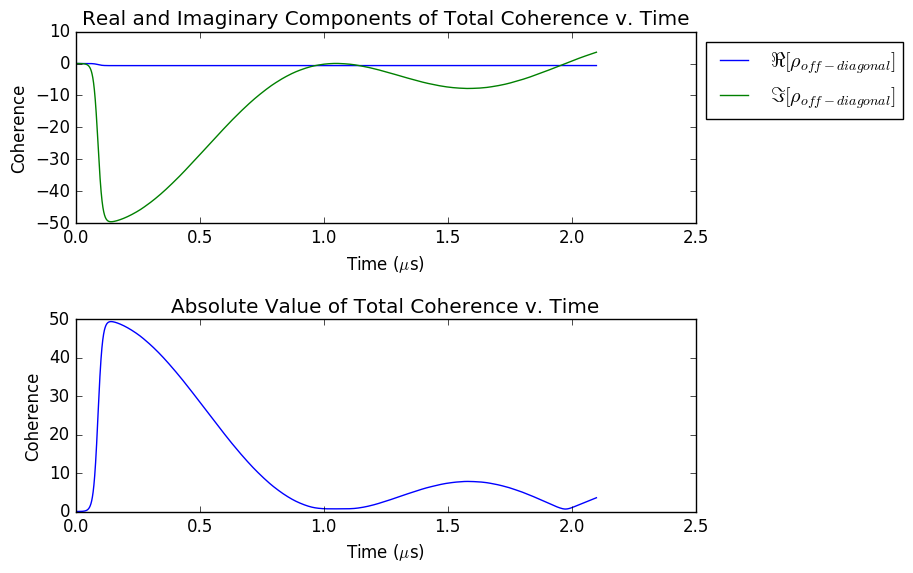 Real and Imaginary Components of Total Coherence v. Time
10
0
−10
−20
−30
−40
−50
Coherence
0.0 0.5 1.0 1.5 2.0 2.5
Time (μs)
ℜ[ρoff−diagonal]
ℑ[ρoff−diagonal]
Absolute Value of Total Coherence v. Time
50
40
30
20
10
0
Coherence
0.0 0.5 1.0 1.5 2.0 2.5
Time (μs)